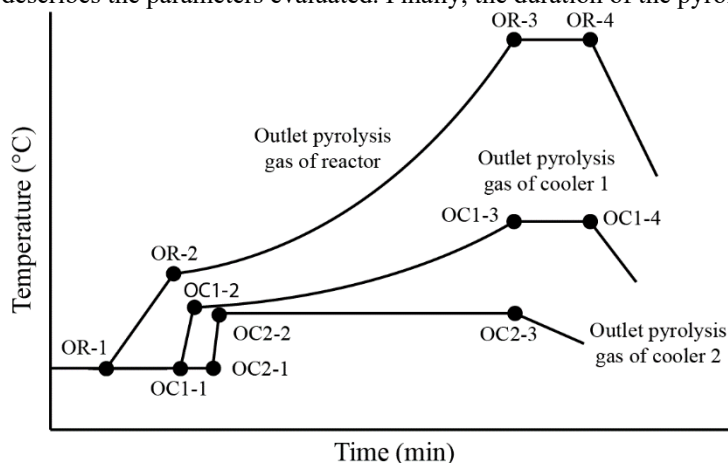 describes the parameters evaluated. Finally, the duration of the pyrol
OR-3 OR-4
Outlet pyrolysis
gas of reactor
Outlet pyrolysis
gas of cooler 1
OC1-3 OC1-4
OR-2
OC1-2
OC2-2 OC2-3
Outlet pyrolysis
gas of cooler 2
OR-1
OC1-1 OC2-1
Temperature (°C)
Time (min)